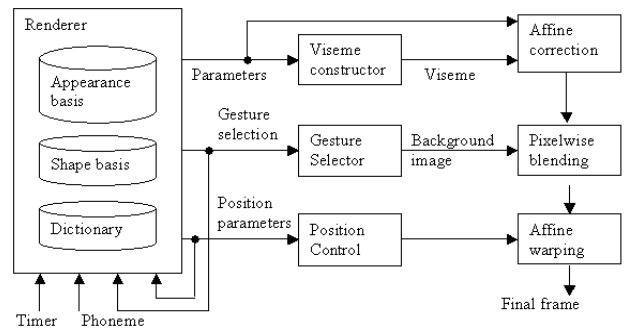 Renderer
Appearance
basis
Shape basis
Dictionary
Parameters
Viseme
constructor
Viseme
Affine
correction
Gesture
selection
Gesture
Selector
Background
image
Pixelwise
blending
Position
parameters
Position
Control
Affine
warping
Timer
Phoneme
Final frame